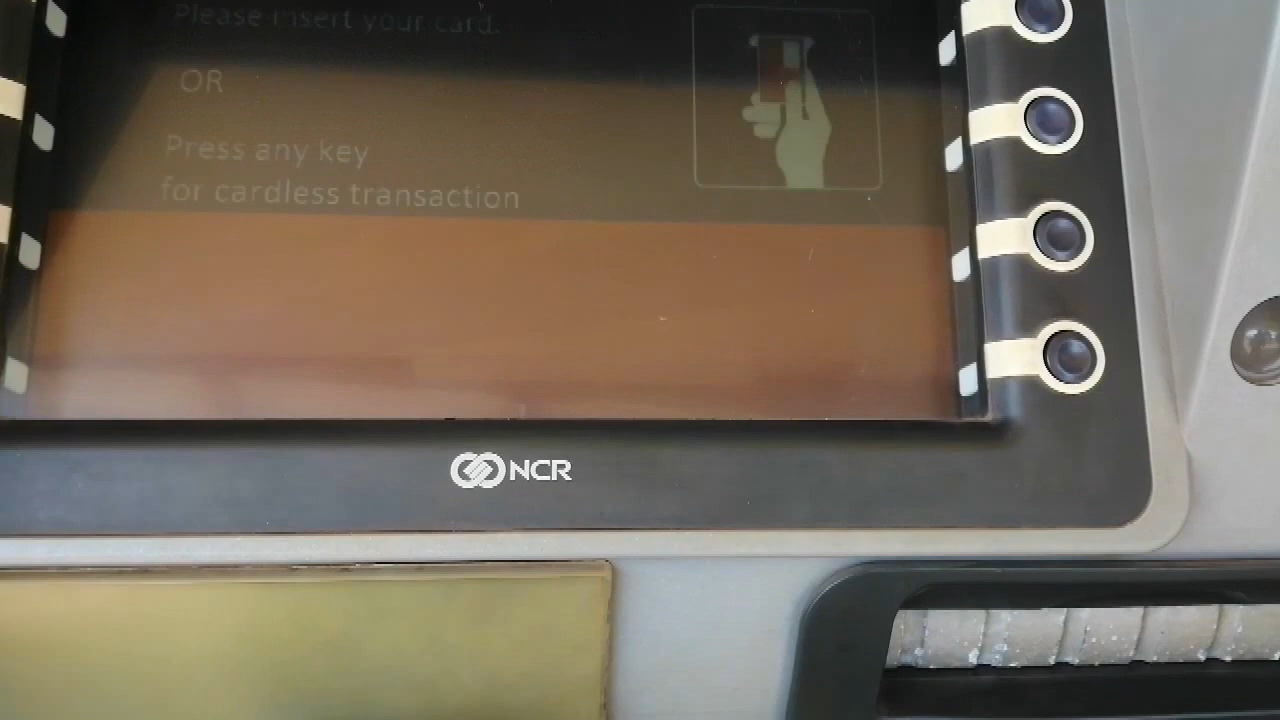 Please insert your card.
OR
Press any key
for cardless transaction
NCR